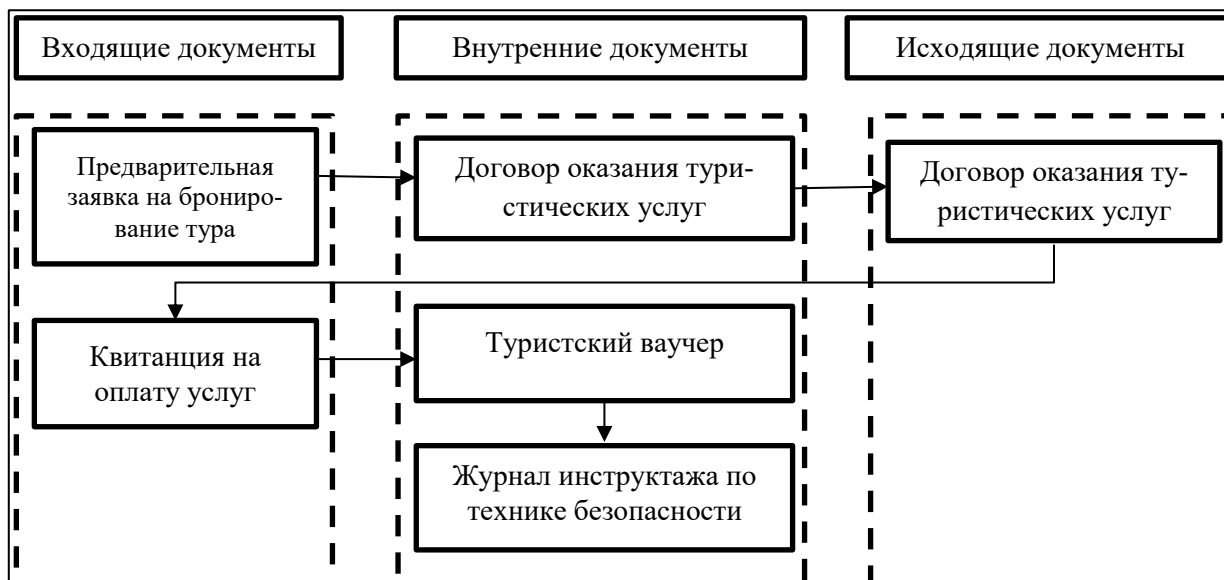 Входящие документы
Внутренние документы
Исходящие документы
Предварительная
заявка на брониро-
вание тура
Договор оказания тури-
стических услуг
Договор оказания ту-
ристических услуг
Квитанция на
оплату услуг
Туристский ваучер
Журнал инструктажа по
технике безопасности